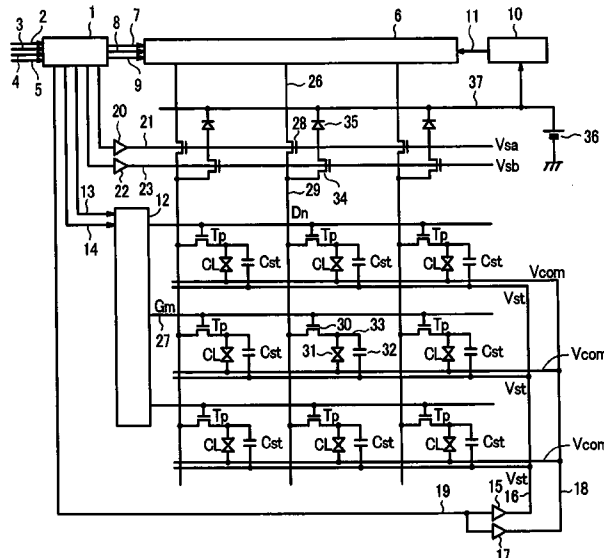 3 2 1 8 7 6 11 10
4 5 9
26
37
20 21 28 35 Vsa 36
22 23 34 Vsb
13 12 29
14 Dn
Tp Tp Tp
CL Cst CL Cst CL Cst
Vcom
Gm Vst
27 Tp 30 33 Tp
CL Cst 31 32 CL Cst Vcom
Vst
Tp Tp Tp
CL Cst CL Cst CL Cst Vcom
Vst
19 15 16 18
17